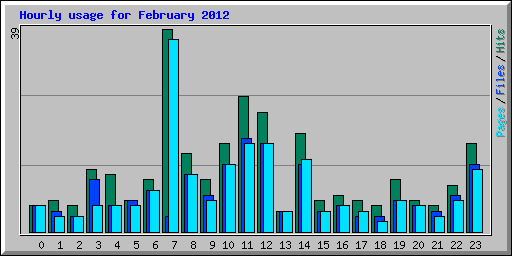 Hourly usage for February 2012
39
Pages / Files / Hits
0 1 2 3 4 5 6 7 8 9 10 11 12 13 14 15 16 17 18 19 20 21 22 23